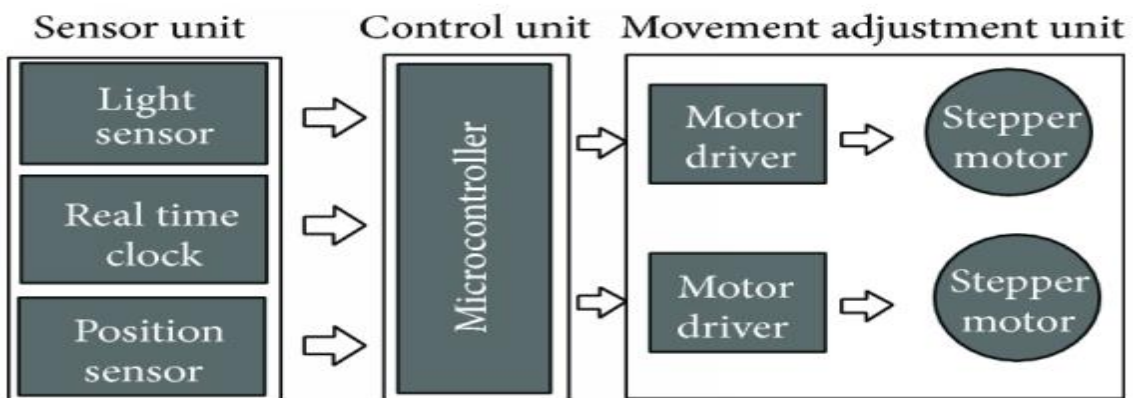 Sensor unit
Control unit
Movement adjustment unit
Light
sensor
Real time
clock
Position
sensor
Microcontroller
Motor
driver
Stepper
motor
Motor
driver
Stepper
motor